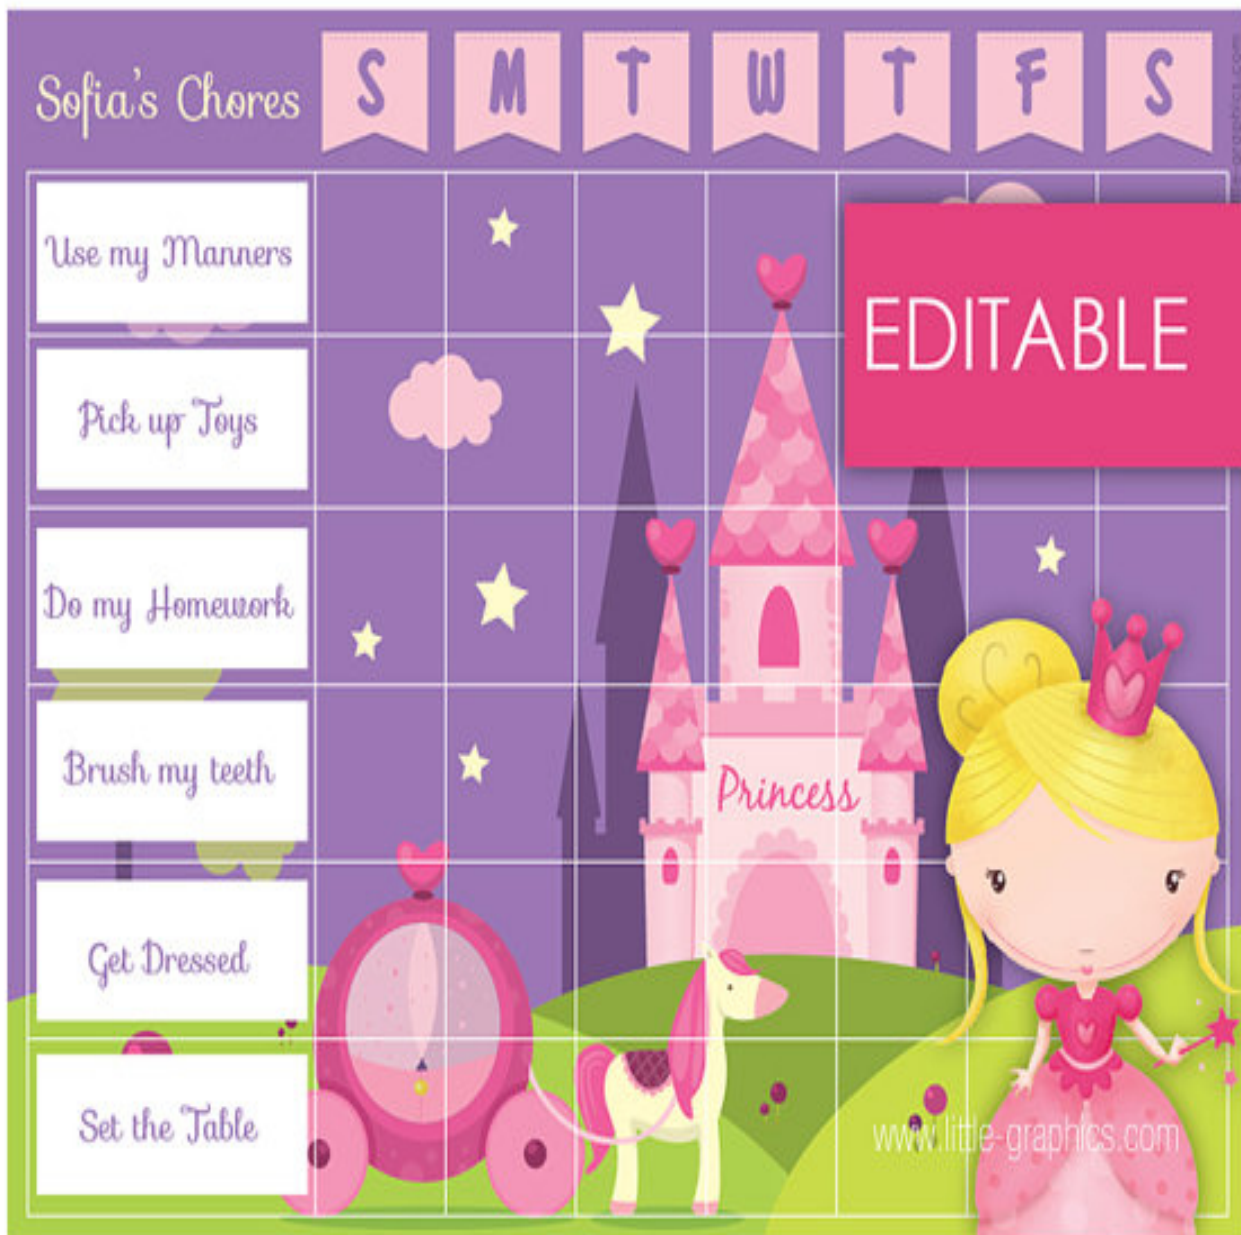 Sofia's Chores S M T W T F S
Use my Manners
EDITABLE
Pick up Toys
Do my Homework
Brush my teeth
Princess
Get Dressed
Set the Table
www.little-graphics.com